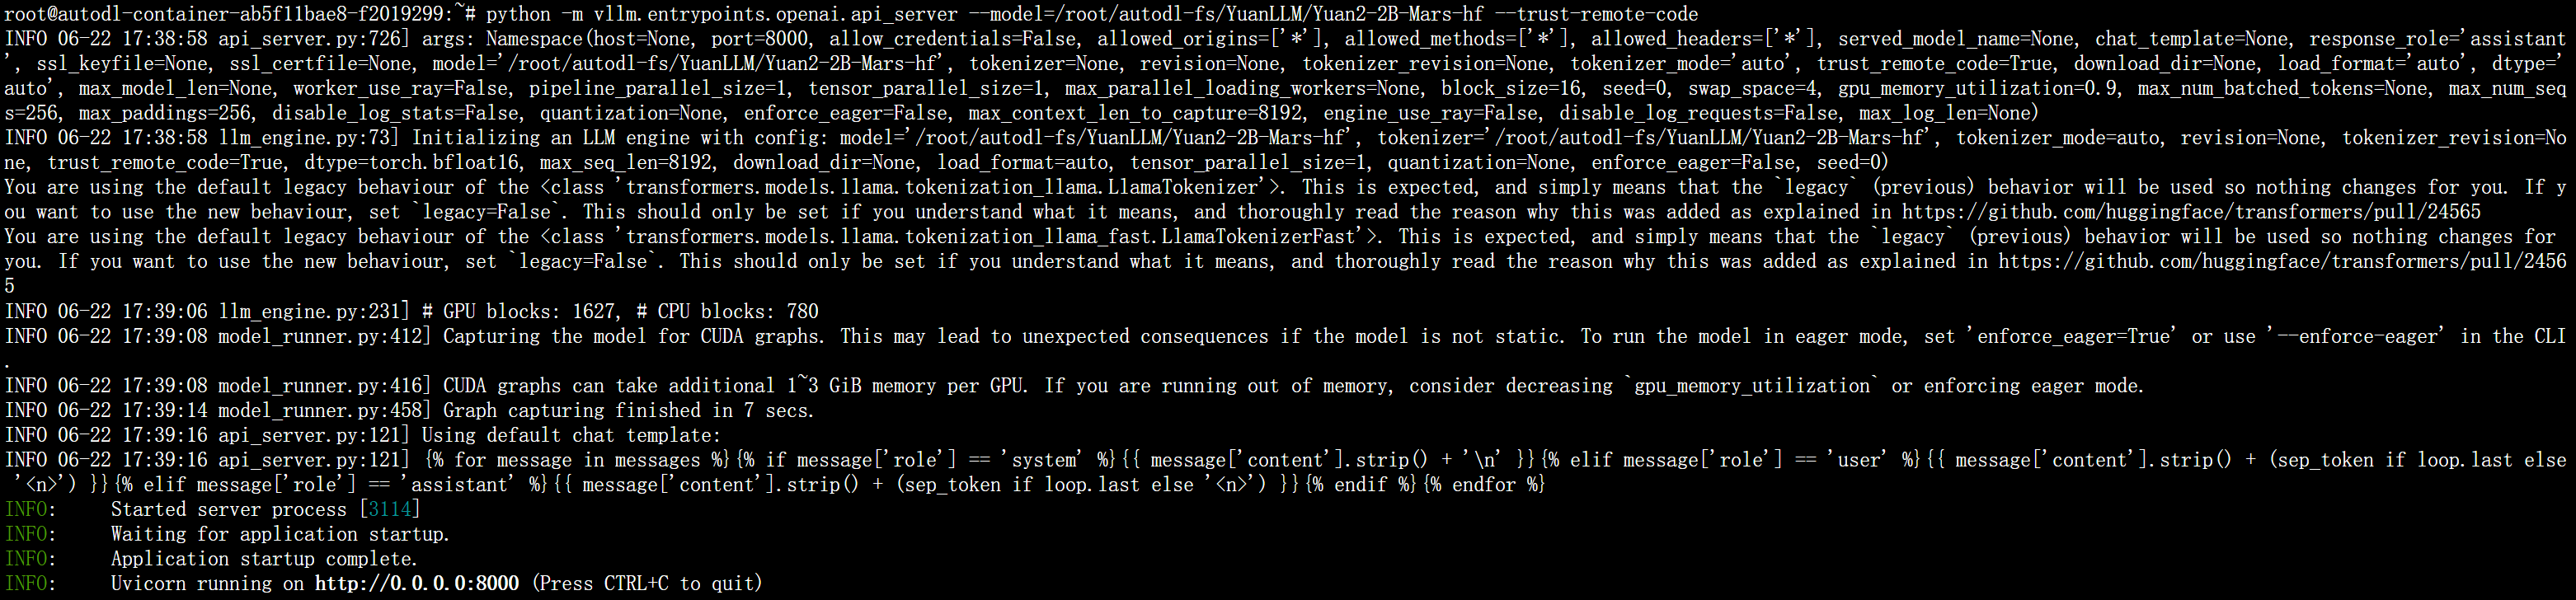 root@autodl-container-ab5f11bae8-f2019299:~# python -m vllm.entrypoints.openai.api_server --model=/root/autodl-fs/YuanLLM/Yuan2-2B-Mars-hf --trust-remote-code
INFO 06-22 17:38:58 api_server.py:726] args: Namespace(host=None, port=8000, allow_credentials=False, allowed_origins=['*'], allowed_methods=['*'], allowed_headers=['*'], served_model_name=None, chat_template=None, response_role='assistant
', ssl_keyfile=None, ssl_certfile=None, model='/root/autodl-fs/YuanLLM/Yuan2-2B-Mars-hf', tokenizer=None, revision=None, tokenizer_revision=None, tokenizer_mode='auto', trust_remote_code=True, download_dir=None, load_format='auto', dtype='
auto', max_model_len=None, worker_use_ray=False, pipeline_parallel_size=1, tensor_parallel_size=1, max_parallel_loading_workers=None, block_size=16, seed=0, swap_space=4, gpu_memory_utilization=0.9, max_num_batched_tokens=None, max_num_seq
s=256, max_paddings=256, disable_log_stats=False, quantization=None, enforce_eager=False, max_context_len_to_capture=8192, engine_use_ray=False, disable_log_requests=False, max_log_len=None)
INFO 06-22 17:38:58 llm_engine.py:73] Initializing an LLM engine with config: model='/root/autodl-fs/YuanLLM/Yuan2-2B-Mars-hf', tokenizer='/root/autodl-fs/YuanLLM/Yuan2-2B-Mars-hf', tokenizer_mode=auto, revision=None, tokenizer_revision=No
ne, trust_remote_code=True, dtype=torch.bfloat16, max_seq_len=8192, download_dir=None, load_format=auto, tensor_parallel_size=1, quantization=None, enforce_eager=False, seed=0)
You are using the default legacy behaviour of the <class 'transformers.models.llama.tokenization_llama.LlamaTokenizer'>. This is expected, and simply means that the `legacy` (previous) behavior will be used so nothing changes for you. If y
ou want to use the new behaviour, set `legacy=False`. This should only be set if you understand what it means, and thoroughly read the reason why this was added as explained in https://github.com/huggingface/transformers/pull/24565
You are using the default legacy behaviour of the <class 'transformers.models.llama.tokenization_llama_fast.LlamaTokenizerFast'>. This is expected, and simply means that the `legacy` (previous) behavior will be used so nothing changes for
you. If you want to use the new behaviour, set `legacy=False`. This should only be set if you understand what it means, and thoroughly read the reason why this was added as explained in https://github.com/huggingface/transformers/pull/2456
5
INFO 06-22 17:39:06 llm_engine.py:231] # GPU blocks: 1627, # CPU blocks: 780
INFO 06-22 17:39:08 model_runner.py:412] Capturing the model for CUDA graphs. This may lead to unexpected consequences if the model is not static. To run the model in eager mode, set 'enforce_eager=True' or use '--enforce-eager' in the CLI
.
INFO 06-22 17:39:08 model_runner.py:416] CUDA graphs can take additional 1~3 GiB memory per GPU. If you are running out of memory, consider decreasing `gpu_memory_utilization` or enforcing eager mode.
INFO 06-22 17:39:14 model_runner.py:458] Graph capturing finished in 7 secs.
INFO 06-22 17:39:16 api_server.py:121] Using default chat template:
INFO 06-22 17:39:16 api_server.py:121] {% for message in messages %}{% if message['role'] == 'system' %}{{ message['content'].strip() + '\n' }}{% elif message['role'] == 'user' %}{{ message['content'].strip() + (sep_token if loop.last else
'<n>') }}{% elif message['role'] == 'assistant' %}{{ message['content'].strip() + (sep_token if loop.last else '<n>') }}{% endif %}{% endfor %}
INFO: Started server process [3114]
INFO: Waiting for application startup.
INFO: Application startup complete.
INFO: Uvicorn running on http://0.0.0.0:8000 (Press CTRL+C to quit)